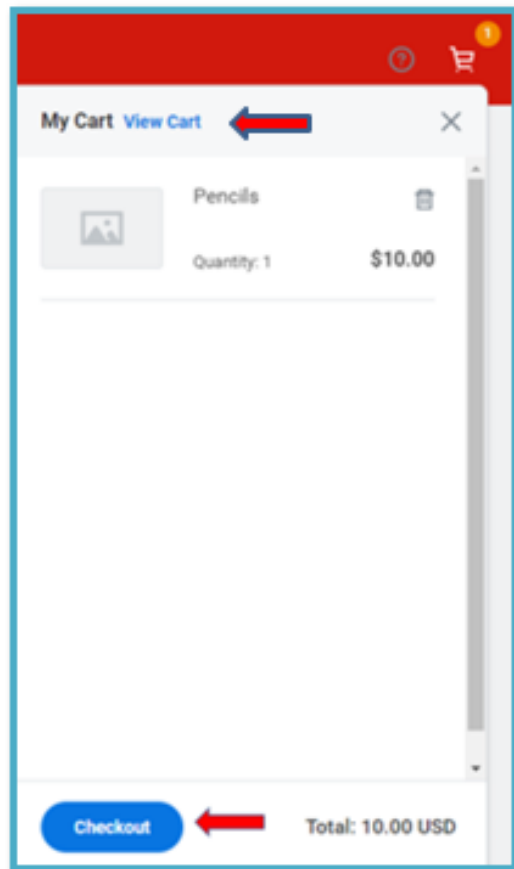 ?
1
My Cart View Cart
Pencils
Quantity: 1 $10.00
Checkout Total: 10.00 USD